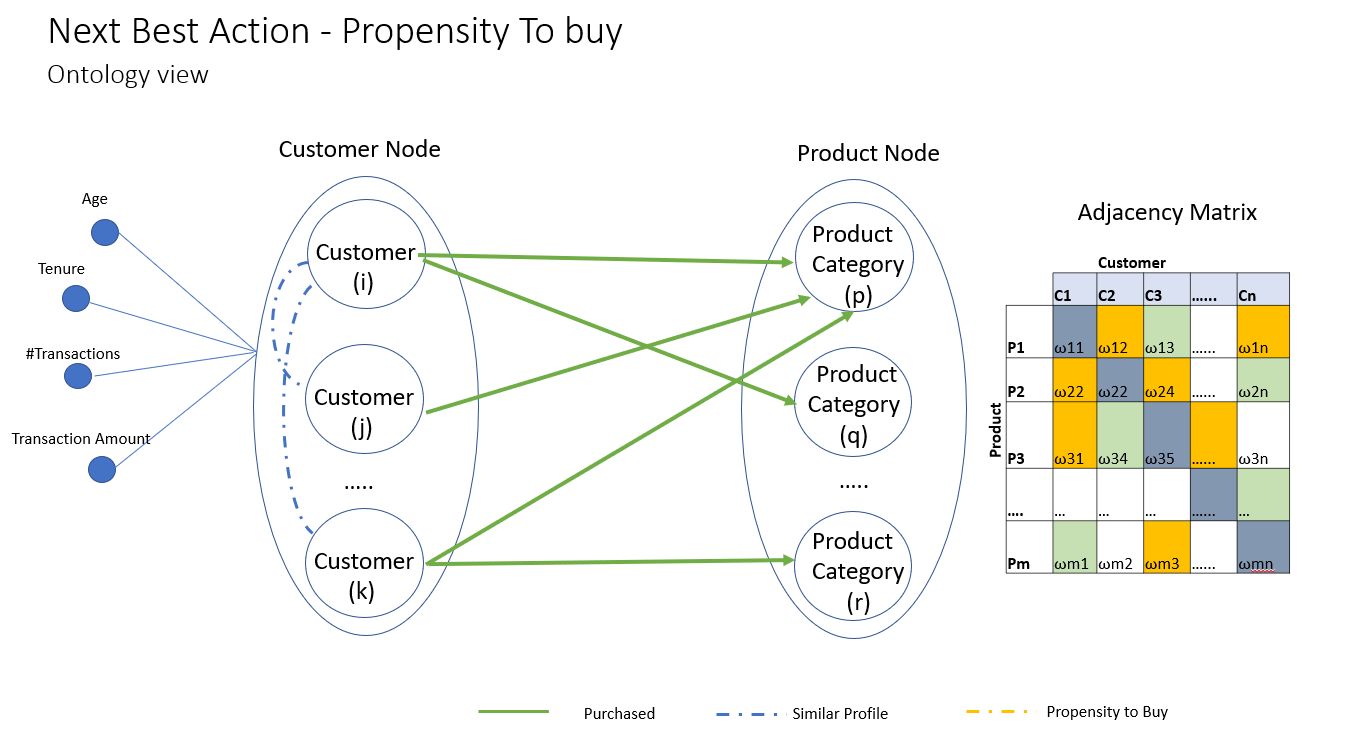 Next Best Action - Propensity To buy
Ontology view
Customer Node
Product Node
Age
Tenure
#Transactions
Transaction Amount
Customer
(i)
Customer
(j)
.....
Customer
(k)
Product
Category
(p)
Product
Category
(q)
.....
Product
Category
(r)
Adjacency Matrix
Customer
Product
C1 C2 C3 ...... Cn
P1 ω11 ω12 ω13 ...... ω1n
P2 ω22 ω22 ω24 ...... ω2n
P3 ω31 ω34 ω35 ...... ω3n
.... ... ... ... ...... ...
Pm ωm1 ωm2 ωm3 ...... ωmn
Purchased
Similar Profile
Propensity to Buy